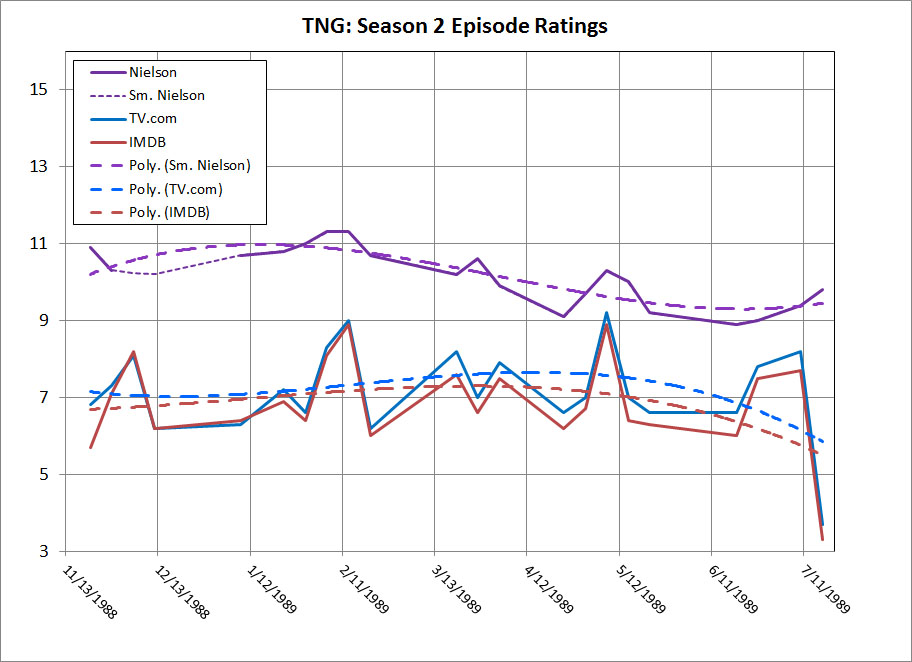 TNG: Season 2 Episode Ratings
Nielson
Sm. Nielson
TV.com
IMDB
Poly. (Sm. Nielson)
Poly. (TV.com)
Poly. (IMDB)
15
13
11
9
7
5
3
11/13/1988
12/13/1988
1/12/1989
2/11/1989
3/13/1989
4/12/1989
5/12/1989
6/11/1989
7/11/1989